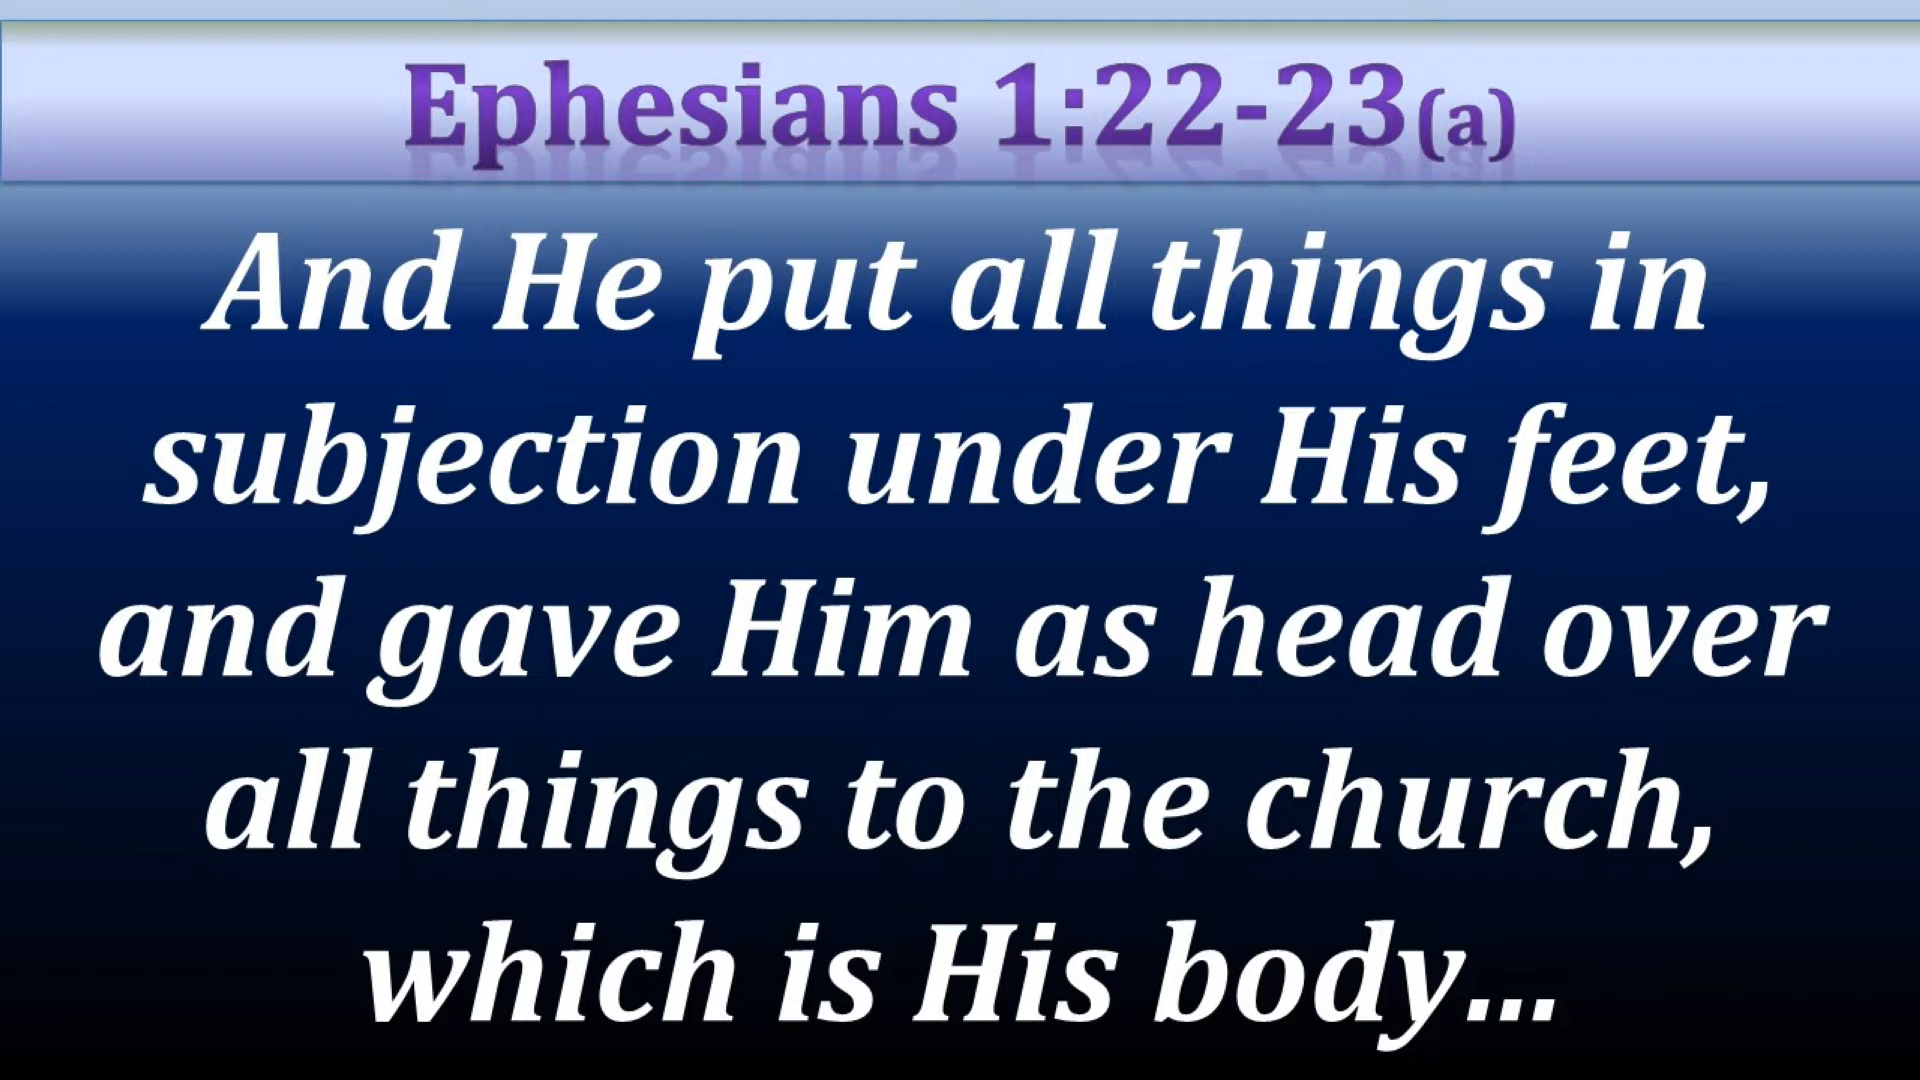 Ephesians 1:22-23(a)
And He put all things in
subjection under His feet,
and gave Him as head over
all things to the church,
which is His body...